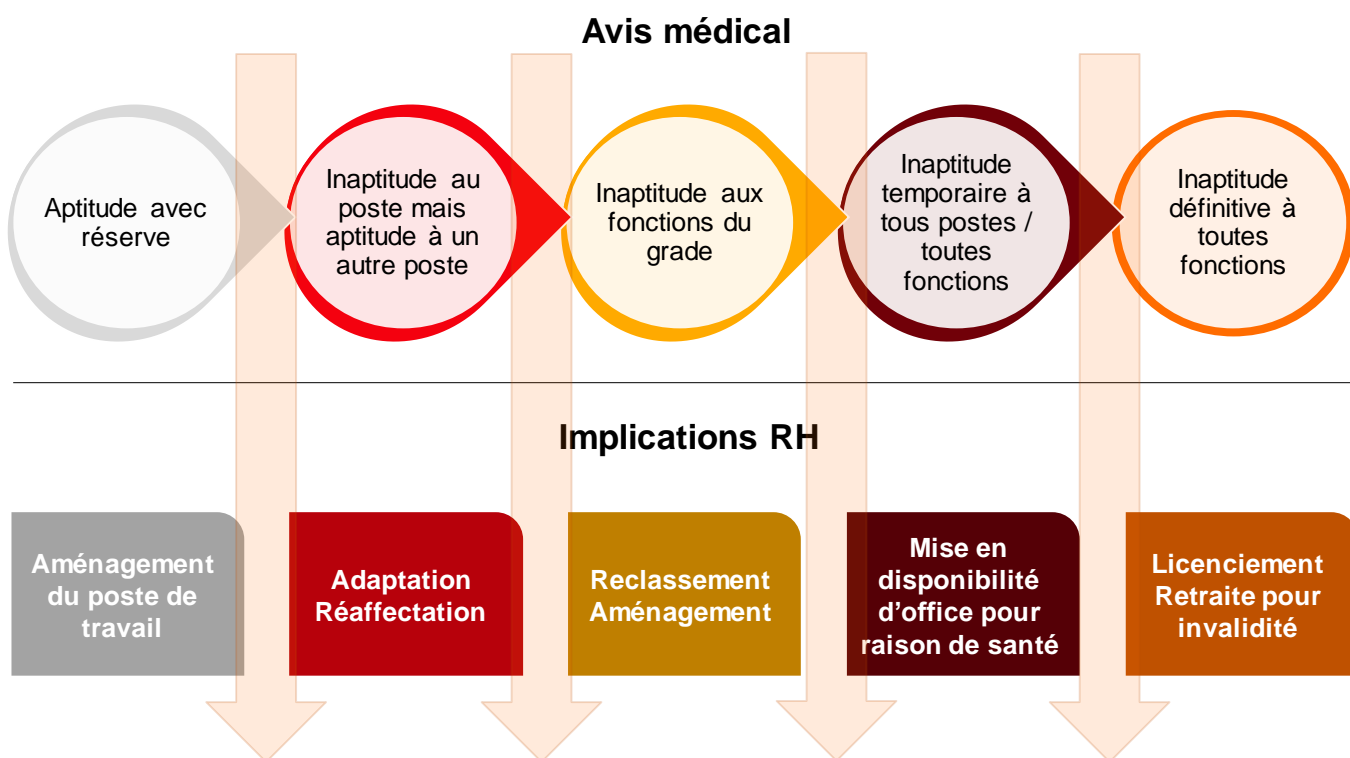 Avis médical
Aptitude avec
réserve
Inaptitude au
poste mais
aptitude à un
autre poste
Inaptitude aux
fonctions du
grade
Inaptitude
temporaire à
tous postes /
toutes
fonctions
Inaptitude
définitive à
toutes
fonctions
Implications RH
Aménagement
du poste de
travail
Adaptation
Réaffectation
Reclassement
Aménagement
Mise en
disponibilité
d’office pour
raison de santé
Licenciement
Retraite pour
invalidité